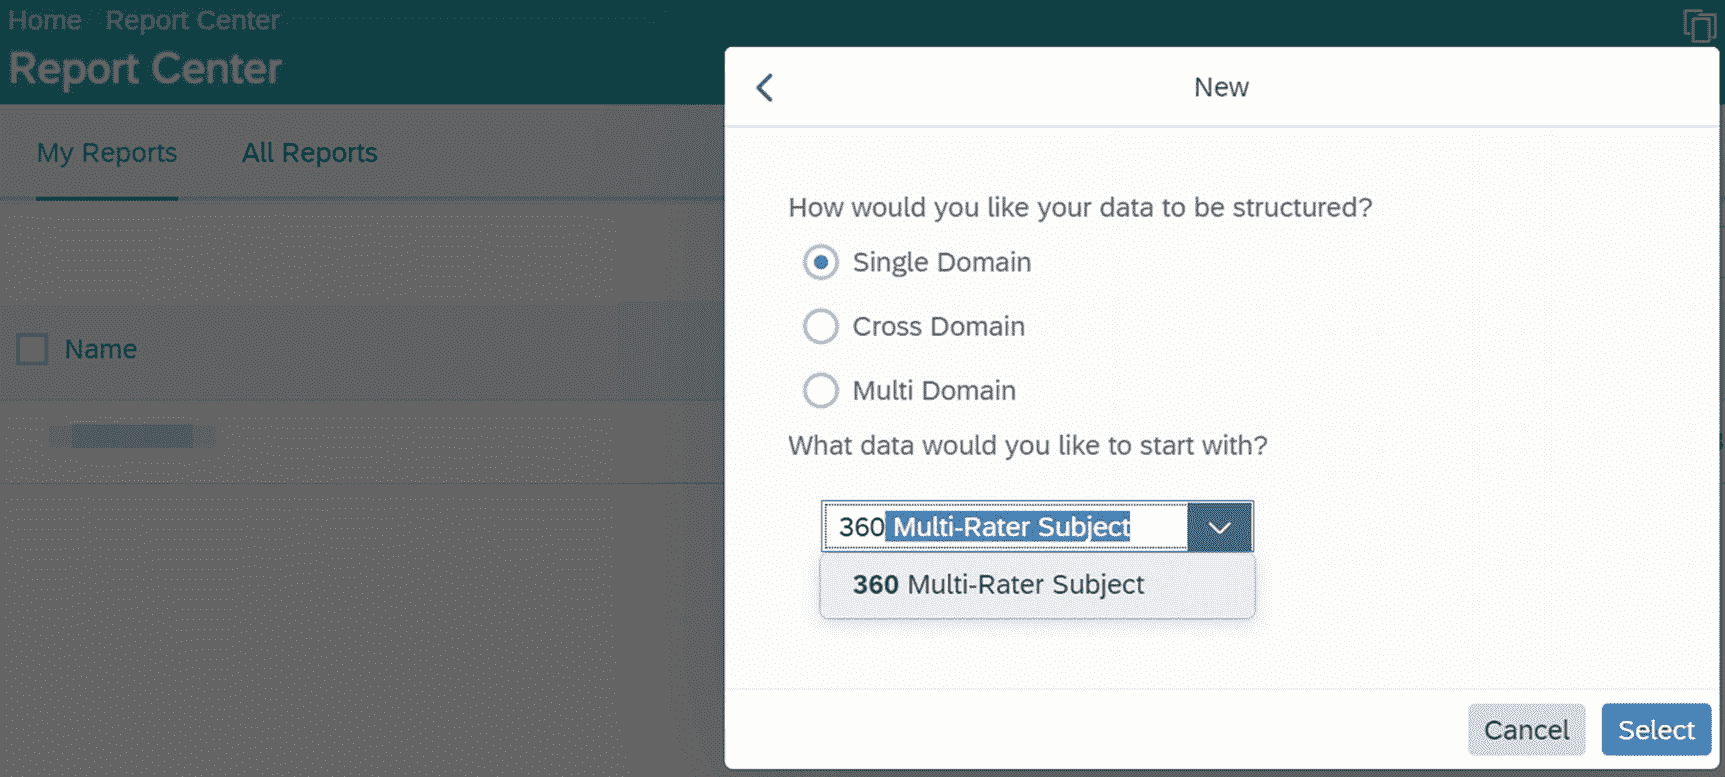 Home Report Center
Report Center
My Reports All Reports
Name
New
How would you like your data to be structured?
Single Domain
Cross Domain
Multi Domain
What data would you like to start with?
360 Multi-Rater Subject
360 Multi-Rater Subject
Cancel Select